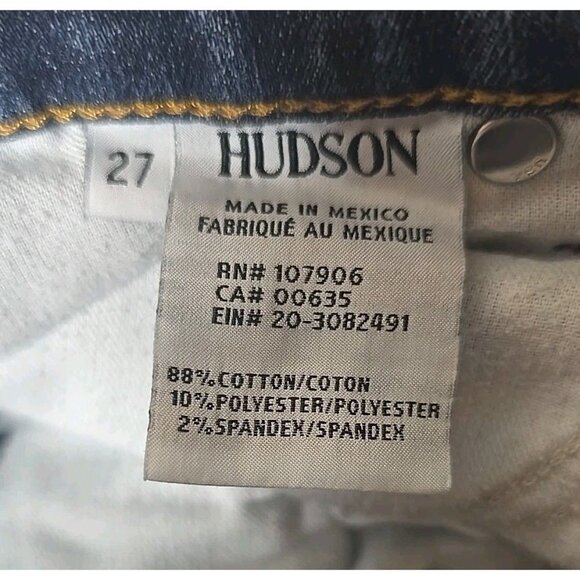 27
HUDSON
MADE IN MEXICO
FABRIQUÉ AU MEXIQUE
RN# 107906
CA# 00635
EIN# 20-3082491
88% COTTON/COTON
10% POLYESTER/POLYESTER
2% SPANDEX/SPANDEX